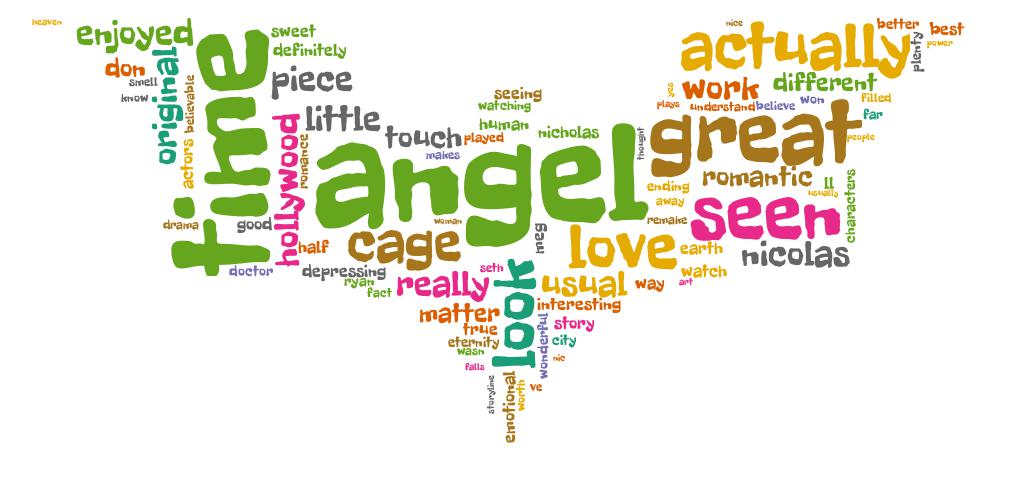 heaven
enjoyed
sweet
definitely
time
original
don
smell
know
believable
actors
piece
little
hollywood
romance
drama
good
doctor
half
depressing
ryan
fact
touch
played
makes
seeing
watching
human
nicholas
angel
thought
woman
cage
meg
really
seth
look
matter
true
eternity
wasn
falls
storyline
emotional
worth
ve
wonderful
nic
city
story
interesting
usual
way
art
watch
earth
love
remake
away
ending
nicolas
seen
characters
usually
ll
romantic
great
people
far
filled
won
believe
understand
plays
yes
work
different
actually
nice
plenty
better
best
power